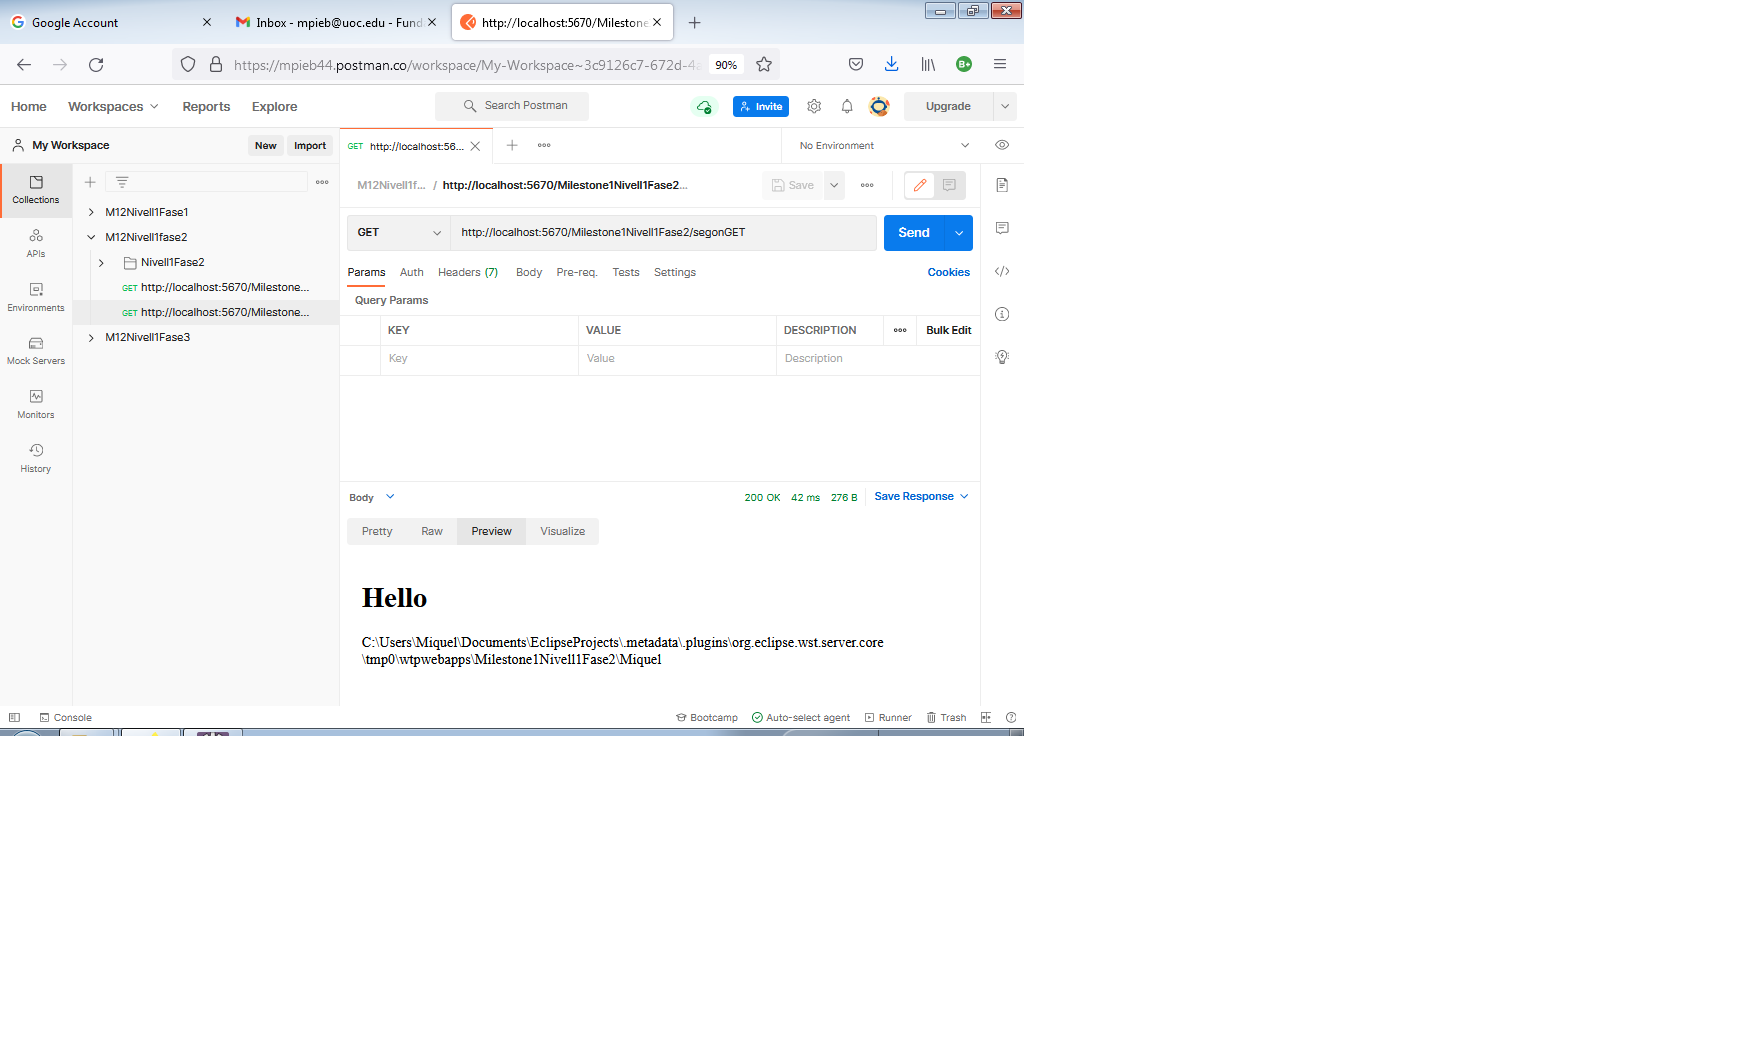 Google Account
Inbox - mpieb@uoc.edu - Fund
http://localhost:5670/Milestone
https://mpieb44.postman.co/workspace/My-Workspace~3c9126c7-672d-4a
90%
B+
Home
Workspaces
Reports
Explore
Search Postman
Invite
Upgrade
My Workspace
New
Import
GET http://localhost:56...
No Environment
Collections
APIs
Environments
Mock Servers
Monitors
History
M12Nivell1Fase1
M12Nivell1fase2
Nivell1Fase2
GET http://localhost:5670/Milestone...
GET http://localhost:5670/Milestone...
M12Nivell1Fase3
M12Nivell1f... / http://localhost:5670/Milestone1Nivell1Fase2...
Save
GET
http://localhost:5670/Milestone1Nivell1Fase2/segonGET
Send
Params
Auth
Headers (7)
Body
Pre-req.
Tests
Settings
Cookies
Query Params
KEY
VALUE
DESCRIPTION
Bulk Edit
Key
Value
Description
Body
200 OK
42 ms
276 B
Save Response
Pretty
Raw
Preview
Visualize
Hello
C:\Users\Miquel\Documents\EclipseProjects\.metadata\.plugins\org.eclipse.wst.server.core
\tmp0\wtpwebapps\Milestone1Nivell1Fase2\Miquel
Console
Bootcamp
Auto-select agent
Runner
Trash